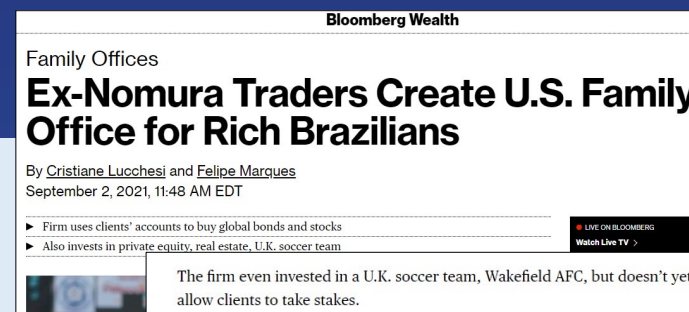 Bloomberg Wealth
Family Offices
Ex-Nomura Traders Create U.S. Family
Office for Rich Brazilians
By Cristiane Lucchesi and Felipe Marques
September 2, 2021, 11:48 AM EDT
► Firm uses clients’ accounts to buy global bonds and stocks
► Also invests in private equity, real estate, U.K. soccer team
LIVE ON BLOOMBERG
Watch Live TV >
The firm even invested in a U.K. soccer team, Wakefield AFC, but doesn’t yet
allow clients to take stakes.